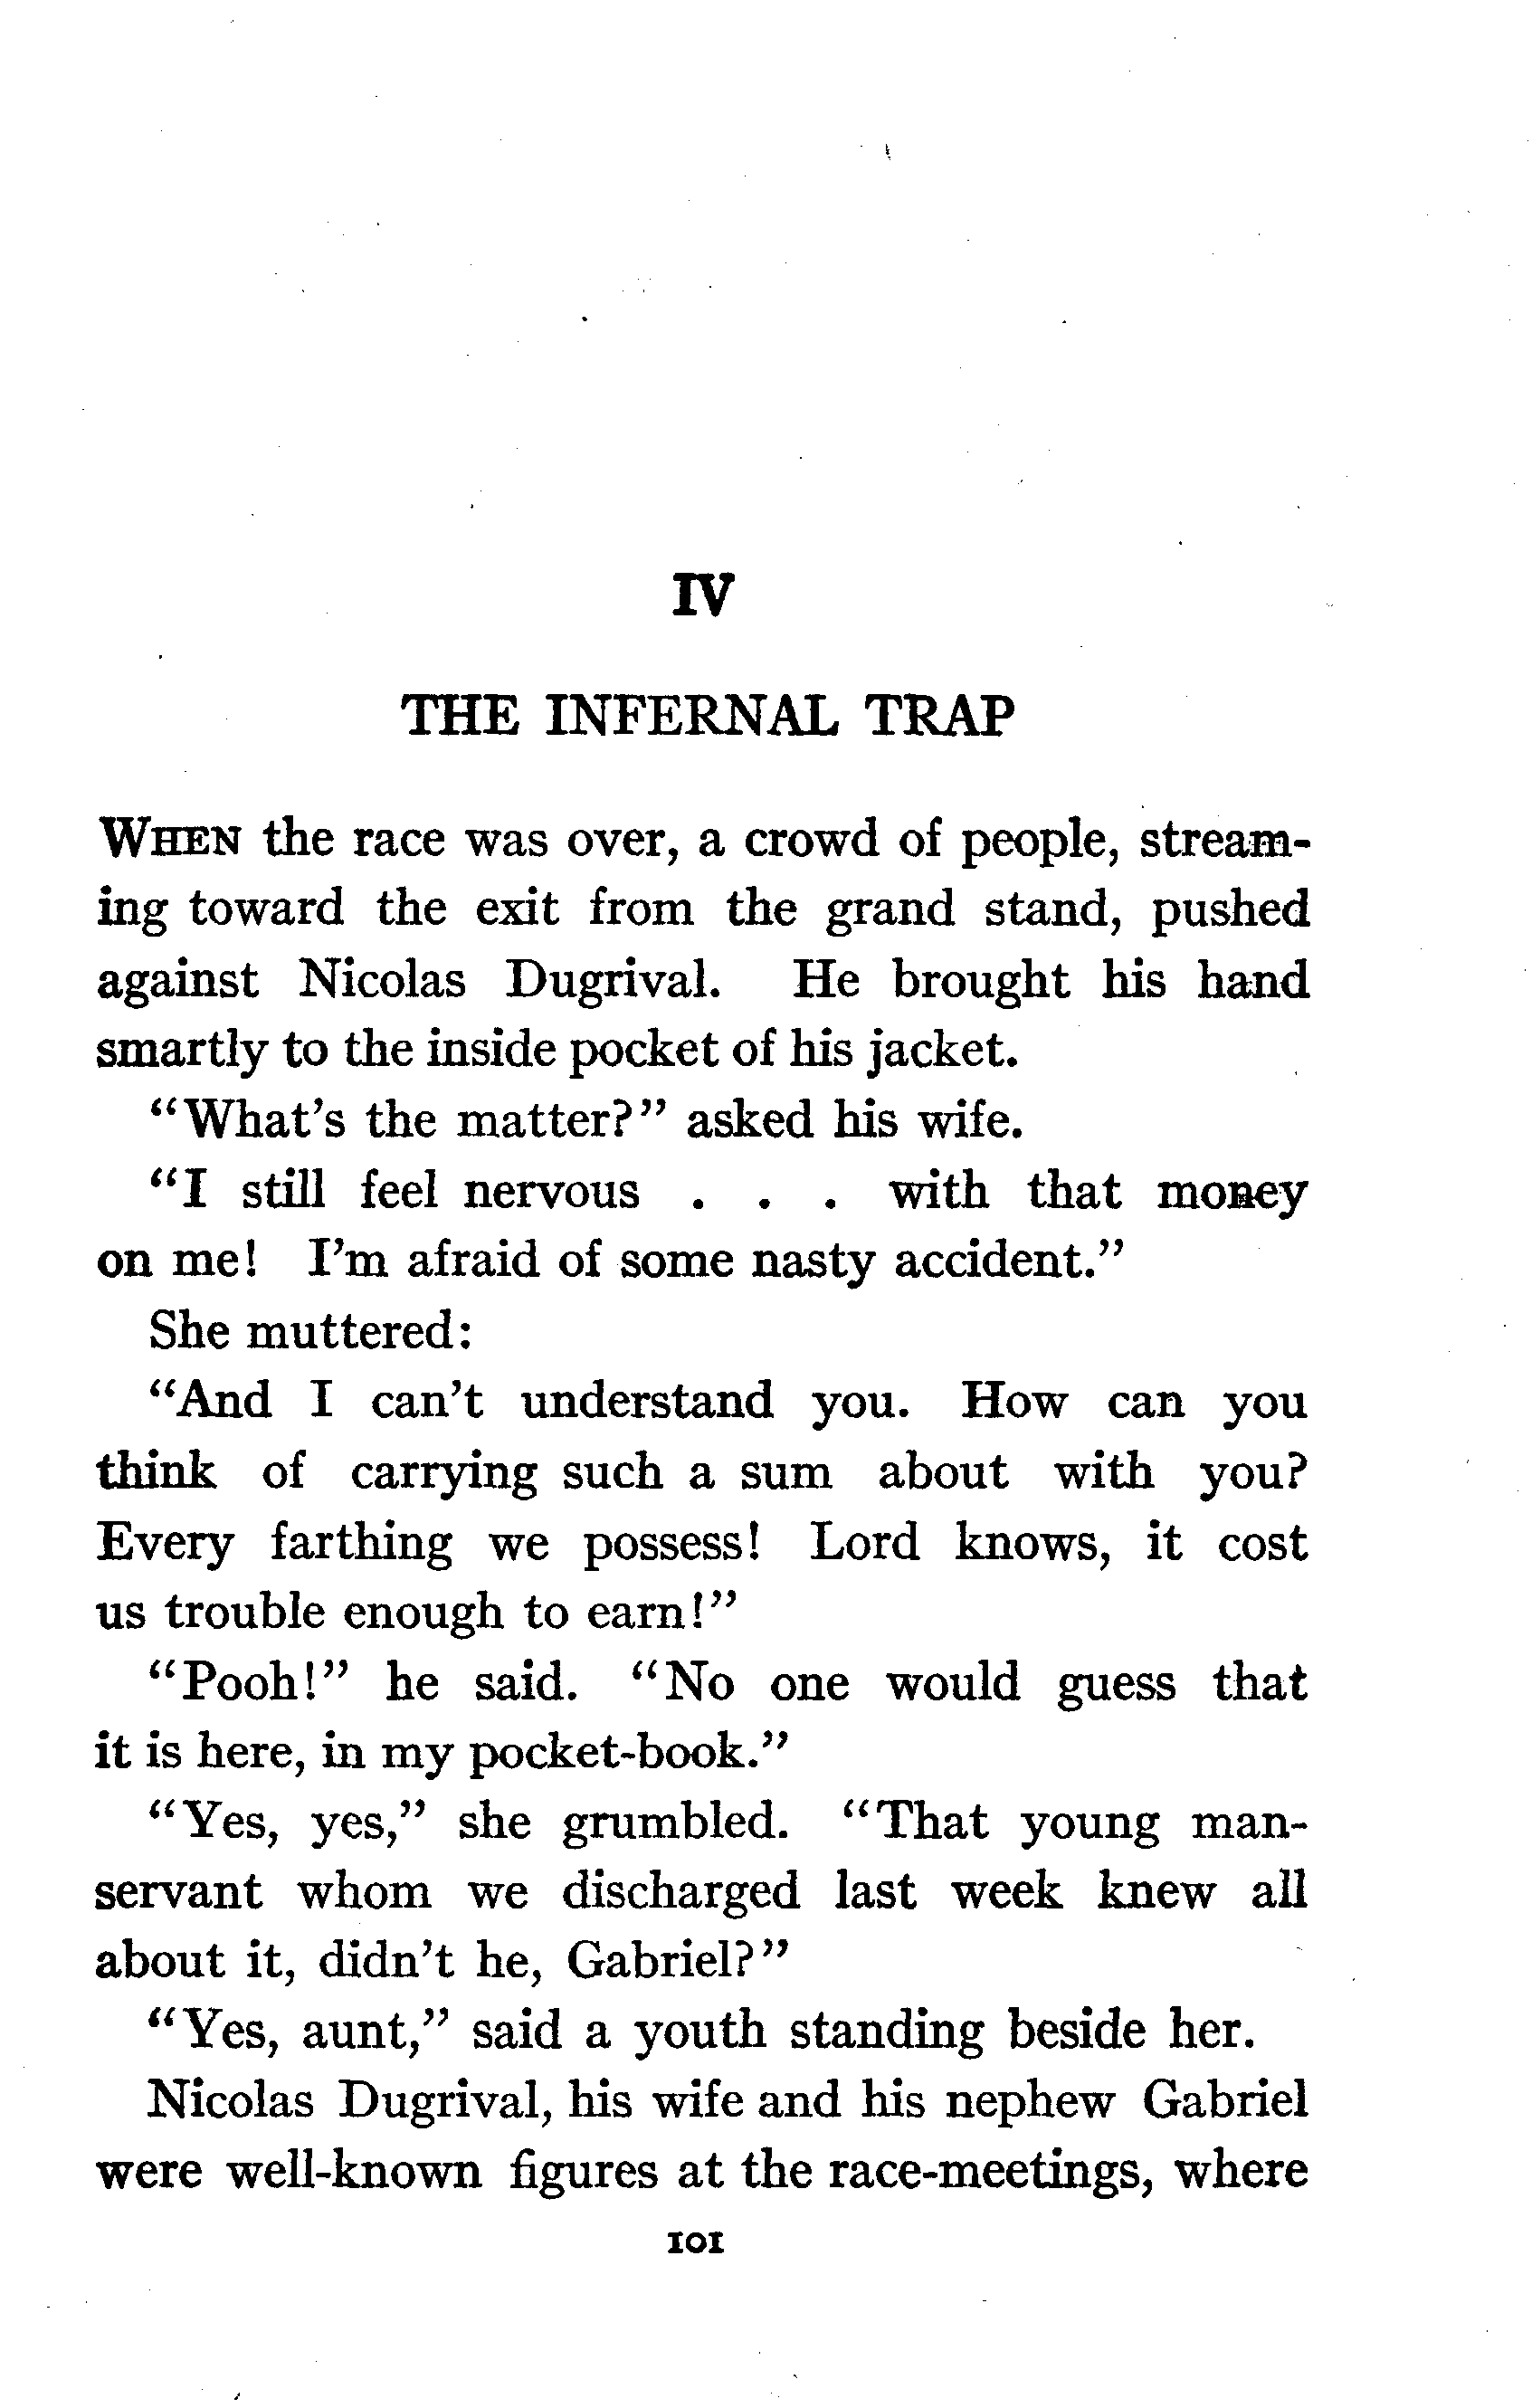 IV
THE INFERNAL TRAP
WHEN the race was over, a crowd of people, stream-
ing toward the exit from the grand stand, pushed
against Nicolas Dugrival. He brought his hand
smartly to the inside pocket of his jacket.
"What's the matter?" asked his wife.
"I still feel nervous . . . with that money
on me! I'm afraid of some nasty accident."
She muttered:
"And I can't understand you. How can you
think of carrying such a sum about with you?
Every farthing we possess! Lord knows, it cost
us trouble enough to earn!"
"Pooh!" he said. "No one would guess that
it is here, in my pocket-book."
"Yes, yes," she grumbled. "That young man-
servant whom we discharged last week knew all
about it, didn't he, Gabriel?"
"Yes, aunt," said a youth standing beside her.
Nicolas Dugrival, his wife and his nephew Gabriel
were well-known figures at the race-meetings, where
101